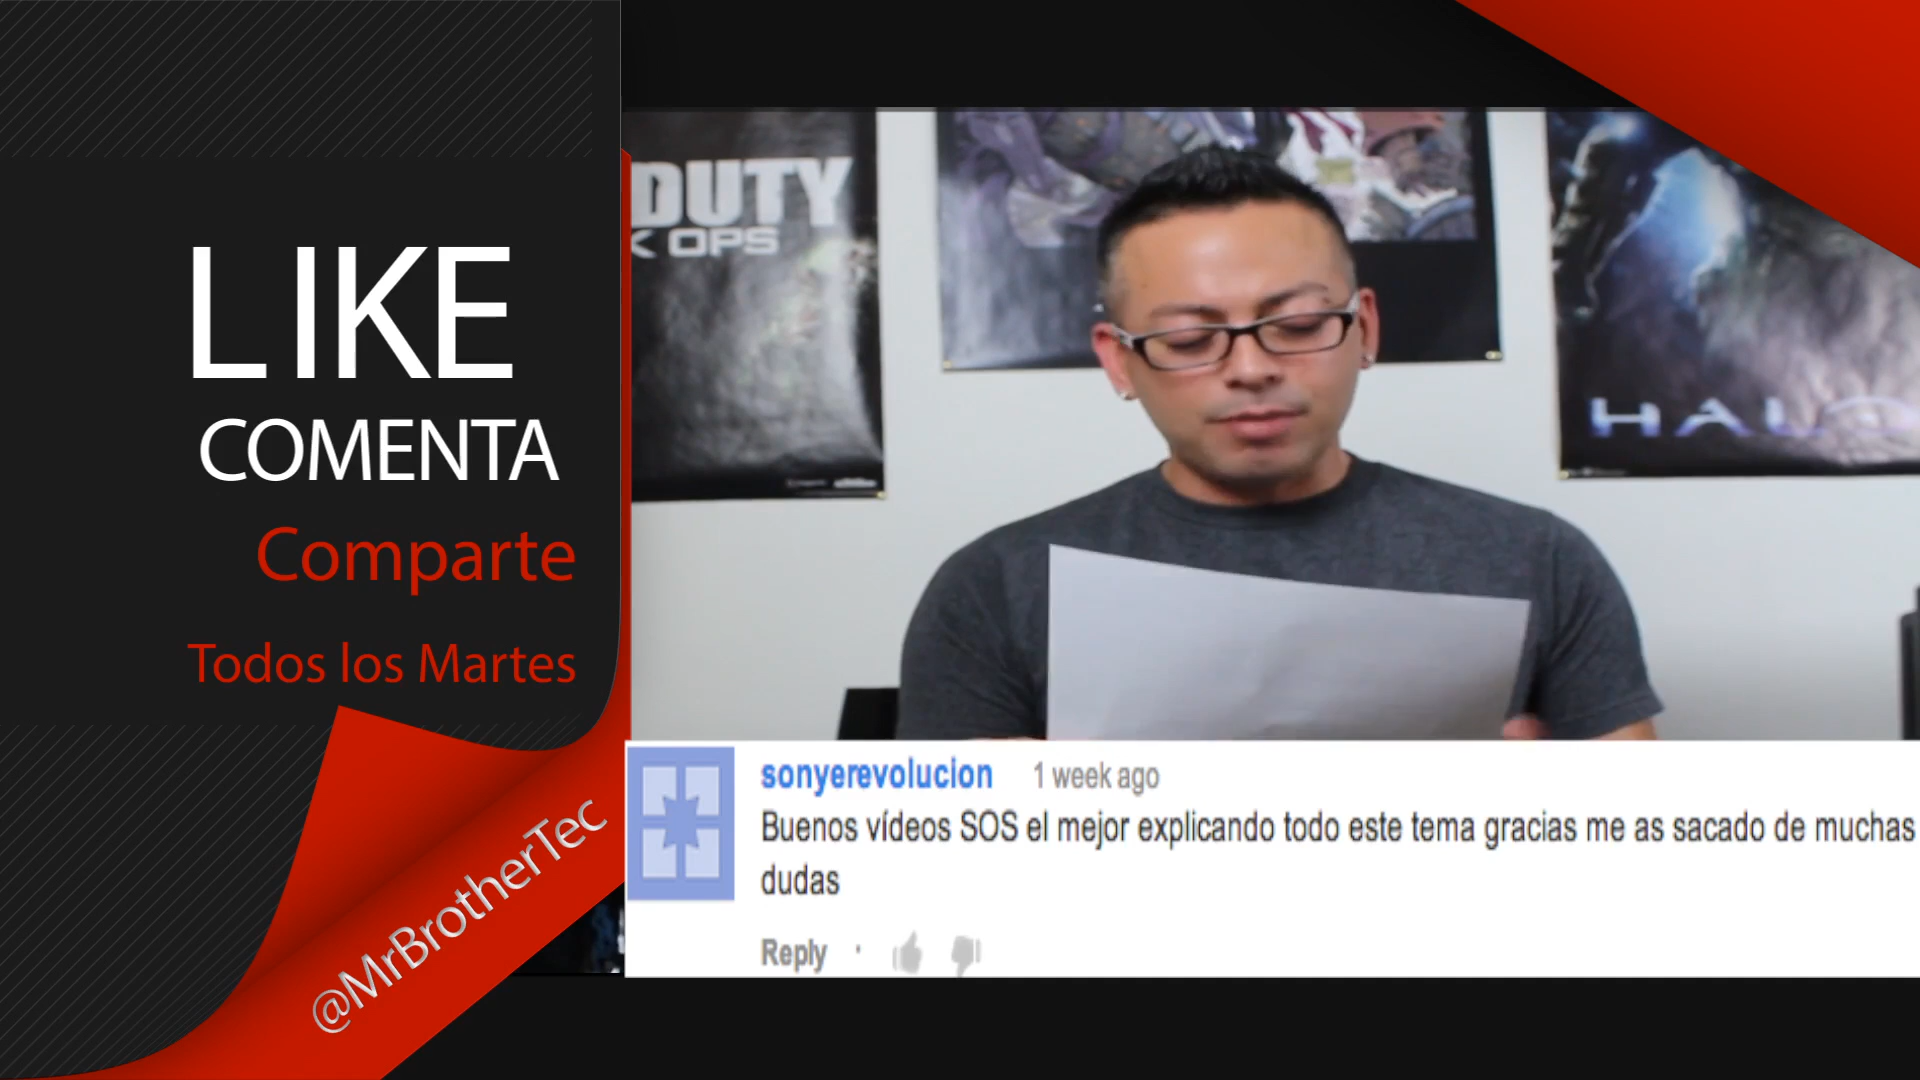 LIKE
COMENTA
Comparte
Todos los Martes
@MrBrotherTec
DUTY
K OPS
HALO
sonyerevolucion 1 week ago
Buenos vídeos SOS el mejor explicando todo este tema gracias me as sacado de muchas
dudas
Reply ·